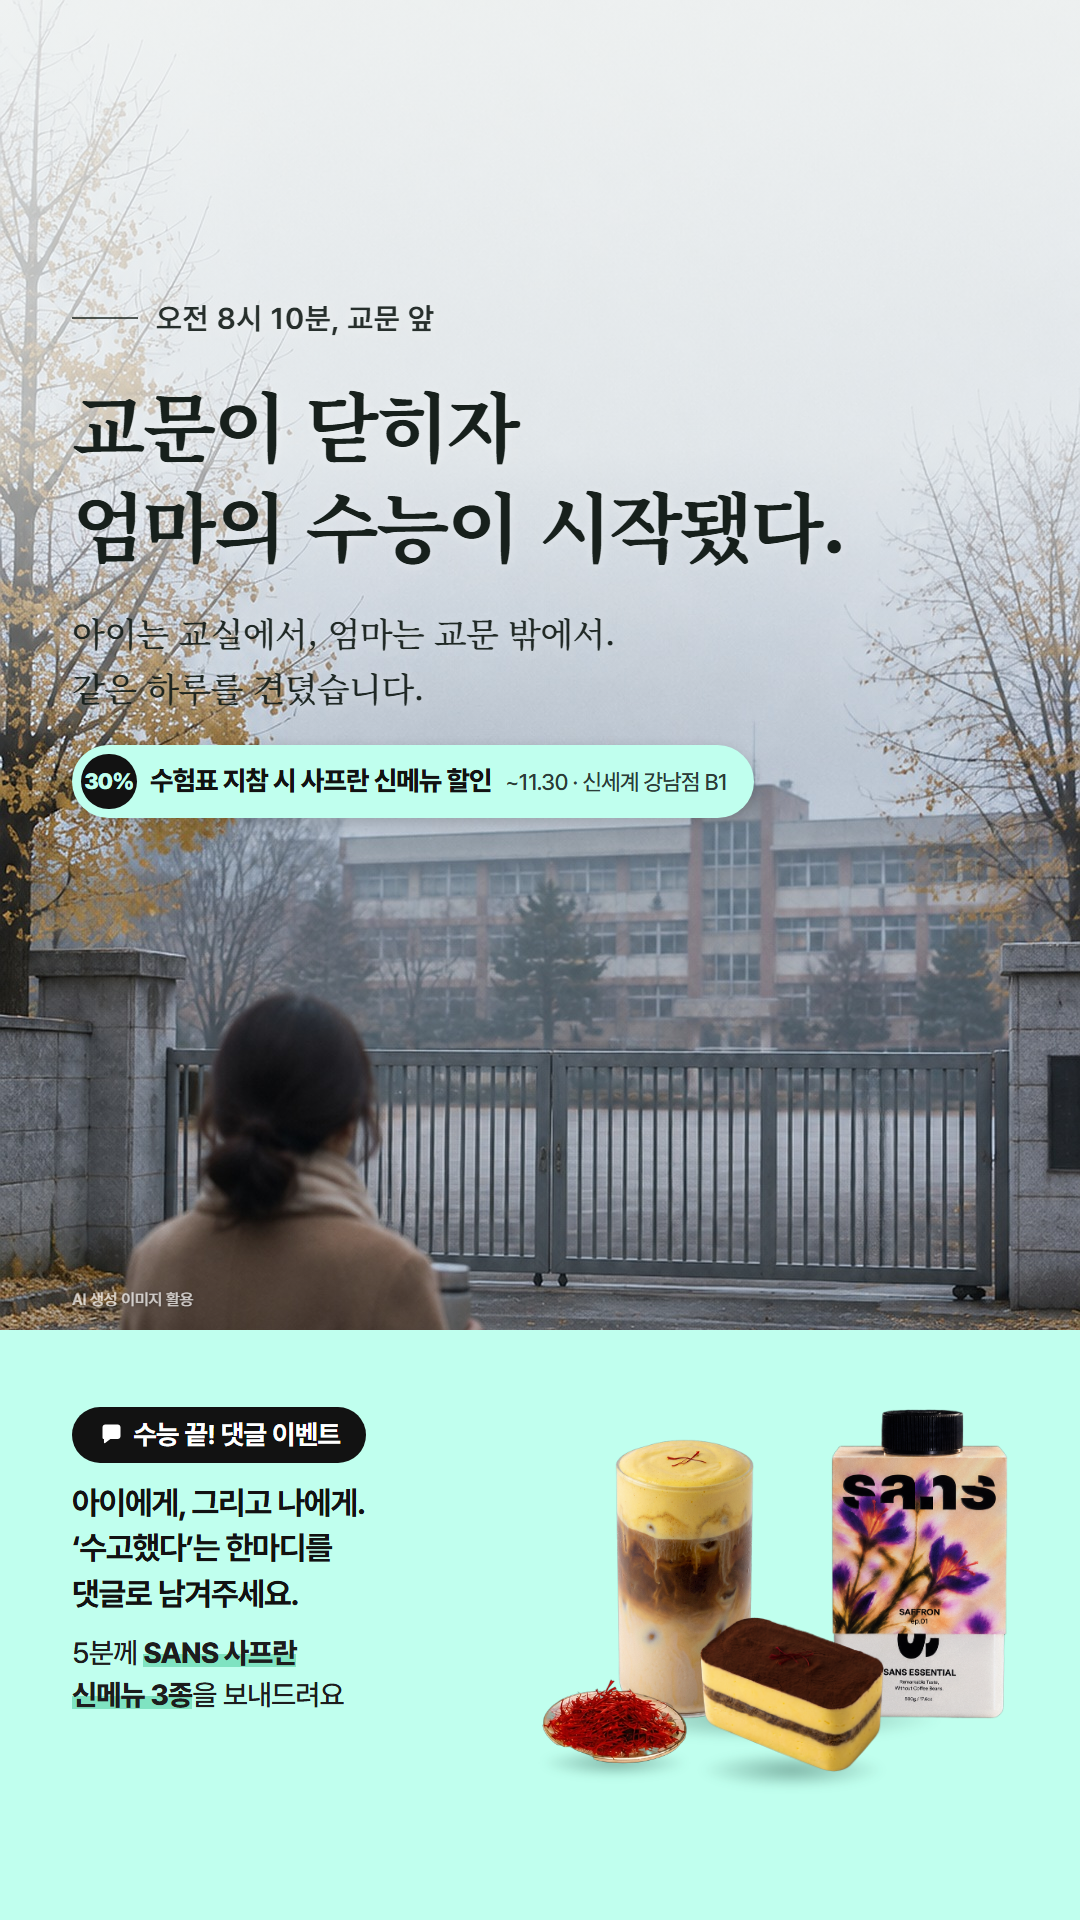 오전 8시 10분, 교문 앞
교문이 닫히자
엄마의 수능이 시작됐다.
아이는 교실에서, 엄마는 교문 밖에서.
같은 하루를 견뎠습니다.
30% 수험표 지참 시 사프란 신메뉴 할인 ~11.30 · 신세계 강남점 B1
AI 생성 이미지 활용
수능 끝! 댓글 이벤트
아이에게, 그리고 나에게.
‘수고했다’는 한마디를
댓글로 남겨주세요.
5분께 SANS 사프란
신메뉴 3종을 보내드려요
sans
SAFFRON
ep.01
SANS ESSENTIAL
Remarkable Taste,
Without Coffee Beans